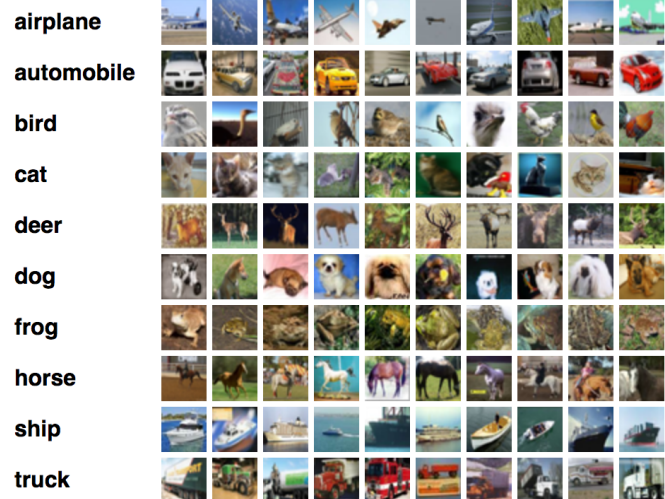 airplane
automobile
bird
cat
deer
dog
frog
horse
ship
truck